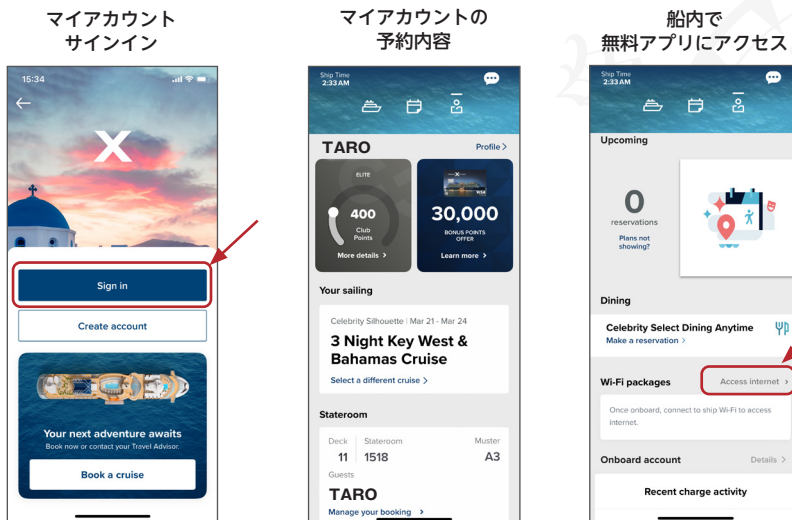 マイアカウント
サインイン
15:34
X
Sign in
Create account
Your next adventure awaits
Book now or contact your Travel Advisor.
Book a cruise
マイアカウントの
予約内容
Ship Time
2:33 AM
TARO
Profile >
ELITE
400
Club
Points
More details >
X
VISA
30,000
BONUS POINTS
OFFER
Learn more >
Your sailing
Celebrity Silhouette | Mar 21 - Mar 24
3 Night Key West &
Bahamas Cruise
Select a different cruise >
Stateroom
Deck Stateroom Muster
11 1518 A3
Guests
TARO
Manage your booking >
船内で
無料アプリにアクセス
Ship Time
2:33 AM
Upcoming
0
reservations
Plans not
showing?
Dining
Celebrity Select Dining Anytime
Make a reservation >
Wi-Fi packages Access internet >
Once onboard, connect to ship Wi-Fi to access
internet.
Onboard account Details >
Recent charge activity